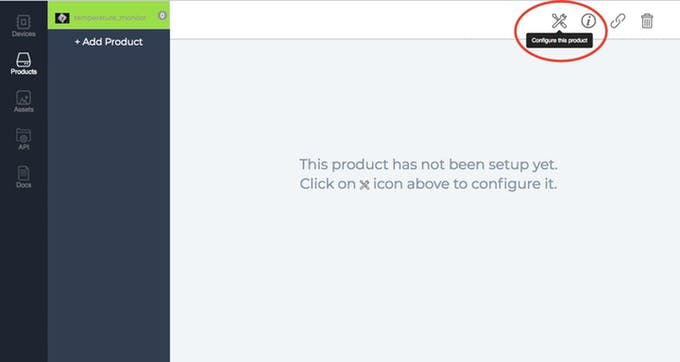 Devices
Products
Assets
API
Docs
temperature_monitor
0
+ Add Product
Configure this product
This product has not been setup yet.
Click on icon above to configure it.